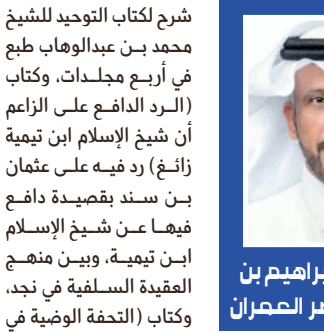 شرح لكتاب التوحيد للشيخ
محمد بن عبدالوهاب طبع
في أربع مجلدات، وكتاب
(الرد الدافع على الزاعم
أن شيخ الإسلام ابن تيمية
زائغ) رد فيه على عثمان
بن سند بقصيدة دافع
فيها عن شيخ الإسلام
ابن تيمية، وبين منهج
العقيدة السلفية في نجد،
وكتاب (التحفة الوضية في
براهيم بن
العمران